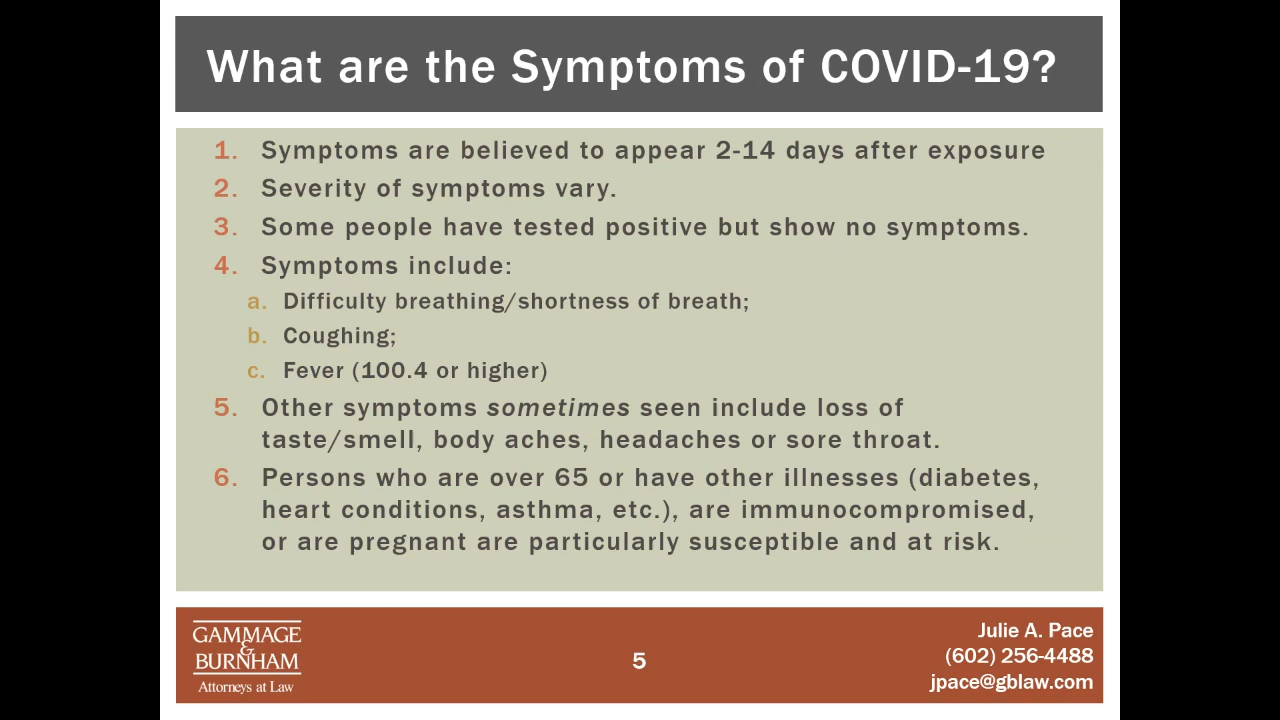 What are the Symptoms of COVID-19?
1. Symptoms are believed to appear 2-14 days after exposure
2. Severity of symptoms vary.
3. Some people have tested positive but show no symptoms.
4. Symptoms include:
a. Difficulty breathing/shortness of breath;
b. Coughing;
c. Fever (100.4 or higher)
5. Other symptoms sometimes seen include loss of
taste/smell, body aches, headaches or sore throat.
6. Persons who are over 65 or have other illnesses (diabetes,
heart conditions, asthma, etc.), are immunocompromised,
or are pregnant are particularly susceptible and at risk.
GAMMAGE
&
BURNHAM
Attorneys at Law
5
Julie A. Pace
(602) 256-4488
jpace@gblaw.com